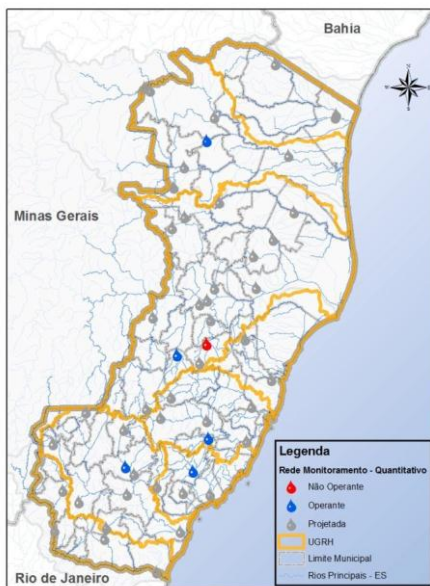 Bahia
N
Minas Gerais
Legenda
Rede Monitoramento - Quantitativo
Não Operante
Operante
Projetada
UGRH
Limite Municipal
Rios Principais - ES
Rio de Janeiro